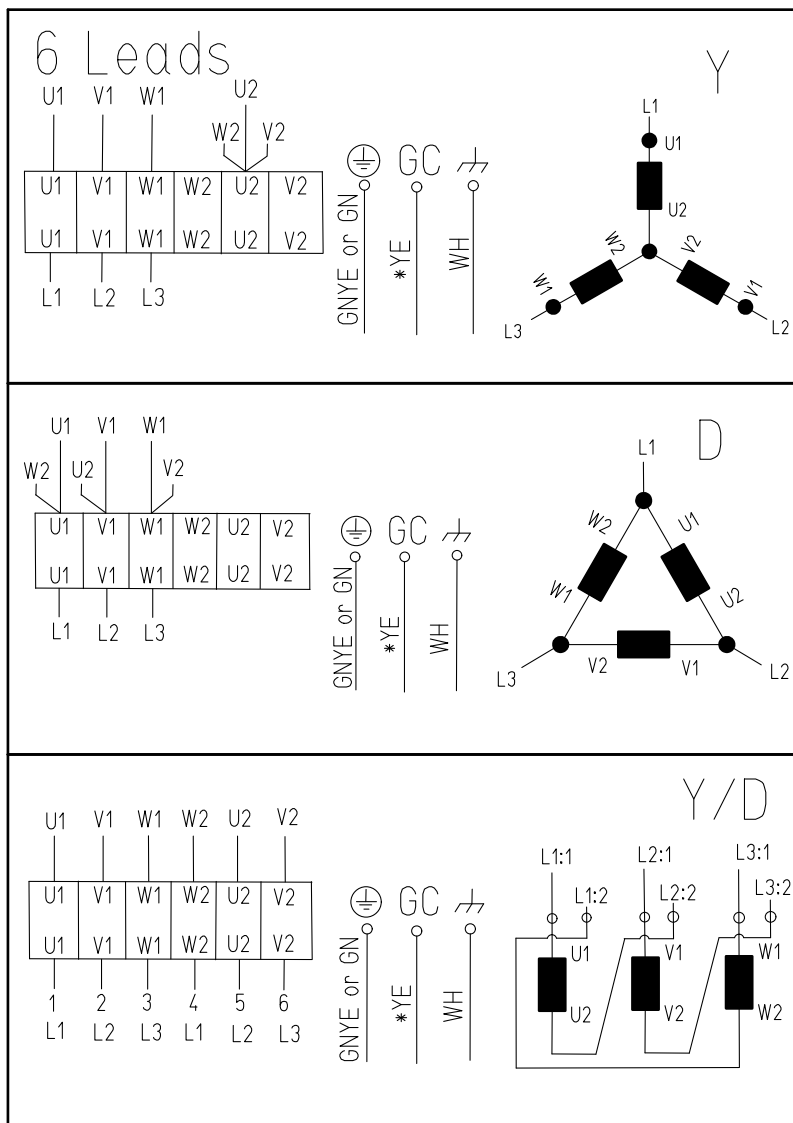 6 Leads
Y
U1 V1 W1 U2
W2 V2
U1 V1 W1 W2 U2 V2
U1 V1 W1 W2 U2 V2
L1 L2 L3
GC
GNYE or GN
*YE
WH
L1
U1
U2
W2 V2
W1 V1
L3 L2
D
U1 V1 W1
W2 U2 V2
U1 V1 W1 W2 U2 V2
U1 V1 W1 W2 U2 V2
L1 L2 L3
GC
GNYE or GN
*YE
WH
L1
W2 U1
W1 U2
V2 V1
L3 L2
Y/D
U1 V1 W1 W2 U2 V2
U1 V1 W1 W2 U2 V2
U1 V1 W1 W2 U2 V2
1 2 3 4 5 6
L1 L2 L3 L1 L2 L3
GC
GNYE or GN
*YE
WH
L1:1 L2:1 L3:1
L1:2 L2:2 L3:2
U1 V1 W1
U2 V2 W2